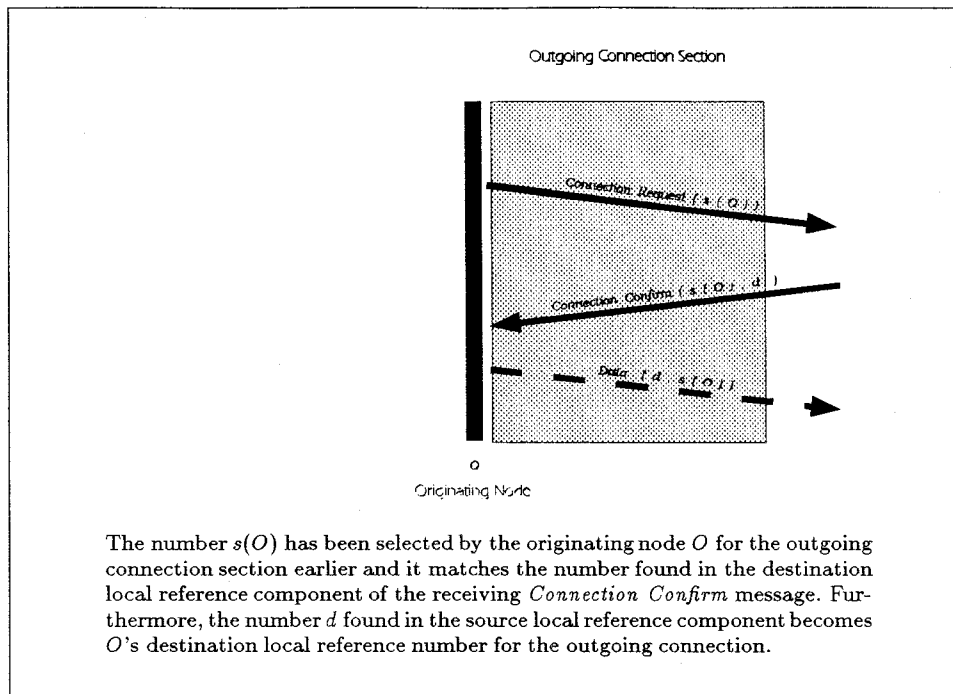 Outgoing Connection Section
Connection Request ( s ( O ) )
Connection Confirm ( s ( O ) , d )
Data ( d s ( O ) )
O
Originating Node
The number s(O) has been selected by the originating node O for the outgoing
connection section earlier and it matches the number found in the destination
local reference component of the receiving Connection Confirm message. Fur-
thermore, the number d found in the source local reference component becomes
O's destination local reference number for the outgoing connection.